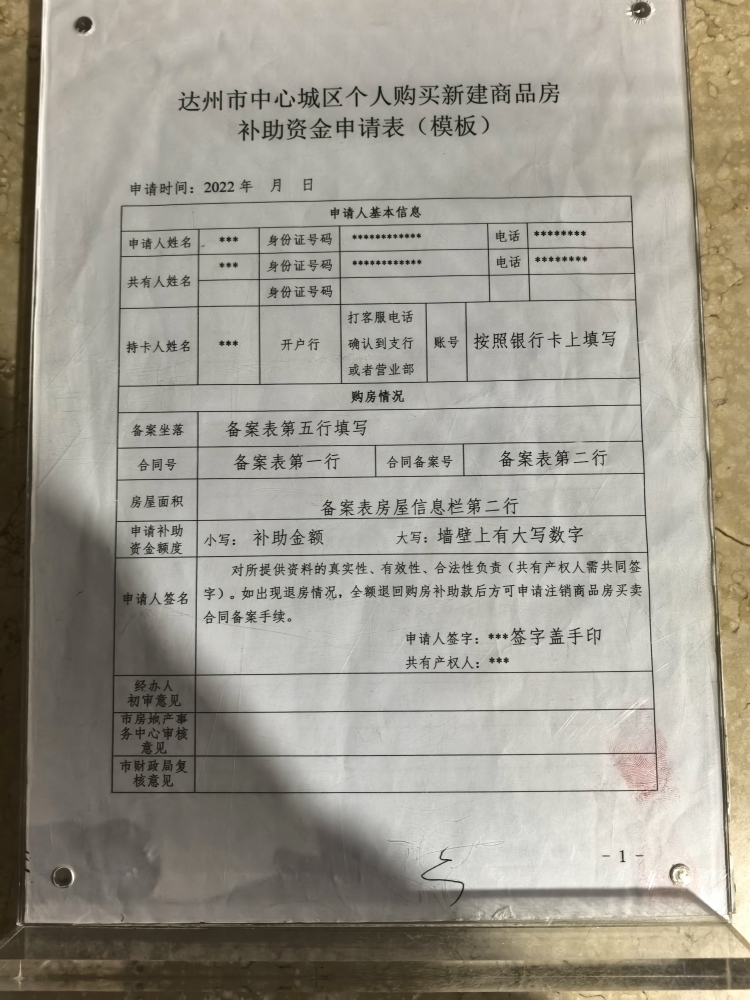 达州市中心城区个人购买新建商品房
补助资金申请表（模板）
申请时间：2022 年 月 日
申请人基本信息
申请人姓名 *** 身份证号码 ************ 电话 ********
共有人姓名 *** 身份证号码 ************ 电话 ********
身份证号码
持卡人姓名 *** 开户行 打客服电话
确认到支行
或者营业部
账号 按照银行卡上填写
购房情况
备案坐落 备案表第五行填写
合同号 备案表第一行 合同备案号 备案表第二行
房屋面积 备案表房屋信息栏第二行
申请补助
资金额度
小写： 补助金额 大写：墙壁上有大写数字
申请人签名
对所提供资料的真实性、有效性、合法性负责（共有产权人需共同签
字）。如出现退房情况，全额退回购房补助款后方可申请注销商品房买卖
合同备案手续。
申请人签字：***签字盖手印
共有产权人：***
经办人
初审意见
市房地产事
务中心审核
意见
市财政局复
核意见
- 1 -